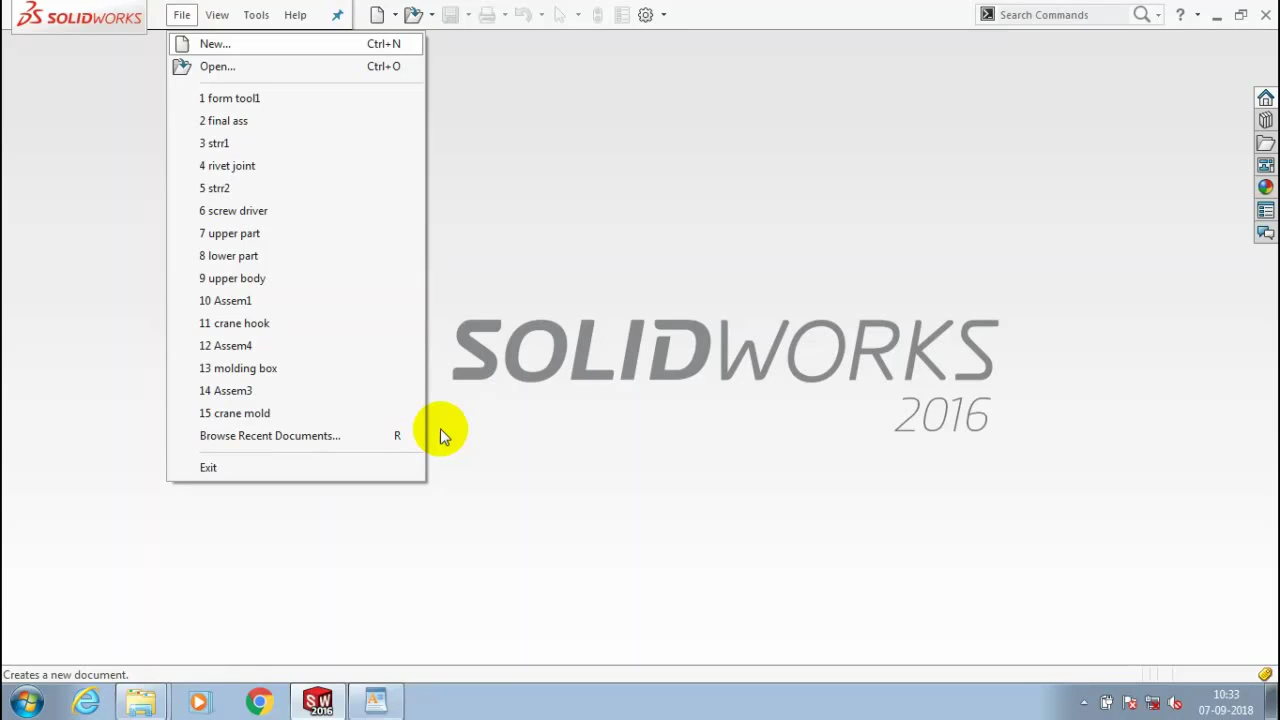 SOLIDWORKS
File View Tools Help
Search Commands
?
New... Ctrl+N
Open... Ctrl+O
1 form tool1
2 final ass
3 strr1
4 rivet joint
5 strr2
6 screw driver
7 upper part
8 lower part
9 upper body
10 Assem1
11 crane hook
12 Assem4
13 molding box
14 Assem3
15 crane mold
Browse Recent Documents... R
Exit
SOLIDWORKS
2016
Creates a new document.
SW
2016
10:33
07-09-2018